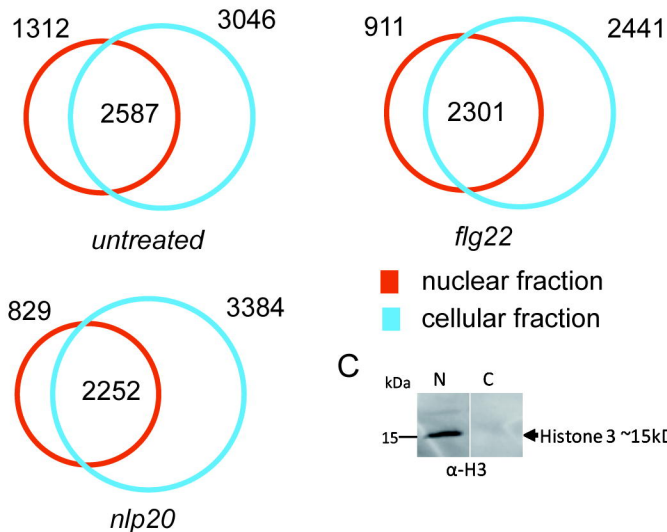 1312
3046
2587
untreated
911
2441
2301
flg22
nuclear fraction
cellular fraction
829
3384
2252
nlp20
C
kDa
N C
15
Histone 3 ~15kD
α-H3